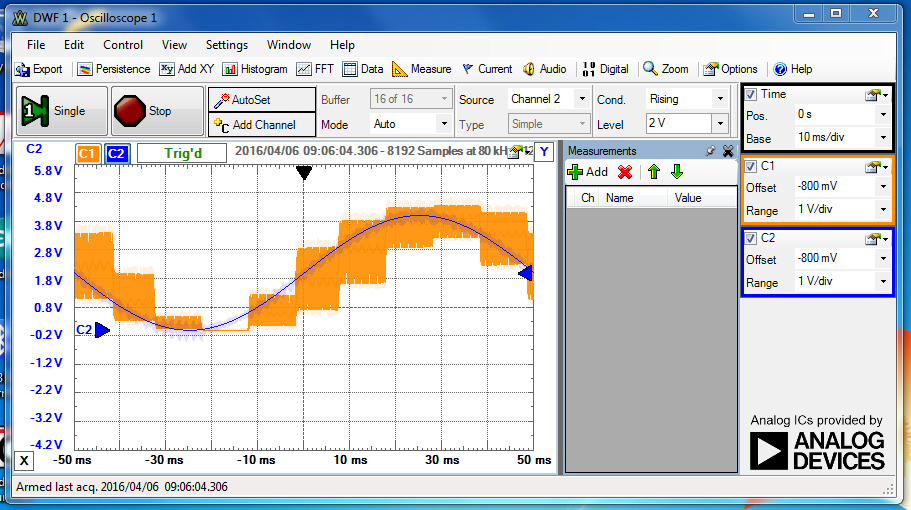 DWF 1 - Oscilloscope 1
File Edit Control View Settings Window Help
Export Persistence Add XY Histogram FFT Data Measure Current Audio Digital Zoom Options Help
Single Stop AutoSet Add Channel
Buffer 16 of 16 Source Channel 2 Cond. Rising
Mode Auto Type Simple Level 2 V
C2 C1 C2 Trig'd 2016/04/06 09:06:04.306 - 8192 Samples at 80 kH Y
5.8 V
4.8 V
3.8 V
2.8 V
1.8 V
0.8 V
-0.2 V
-1.2 V
-2.2 V
-3.2 V
-4.2 V
C2
X -50 ms -30 ms -10 ms 10 ms 30 ms 50 ms
Measurements
Add
Ch Name Value
Time
Pos. 0 s
Base 10 ms/div
C1
Offset -800 mV
Range 1 V/div
C2
Offset -800 mV
Range 1 V/div
Analog ICs provided by
ANALOG
DEVICES
Armed last acq. 2016/04/06 09:06:04.306